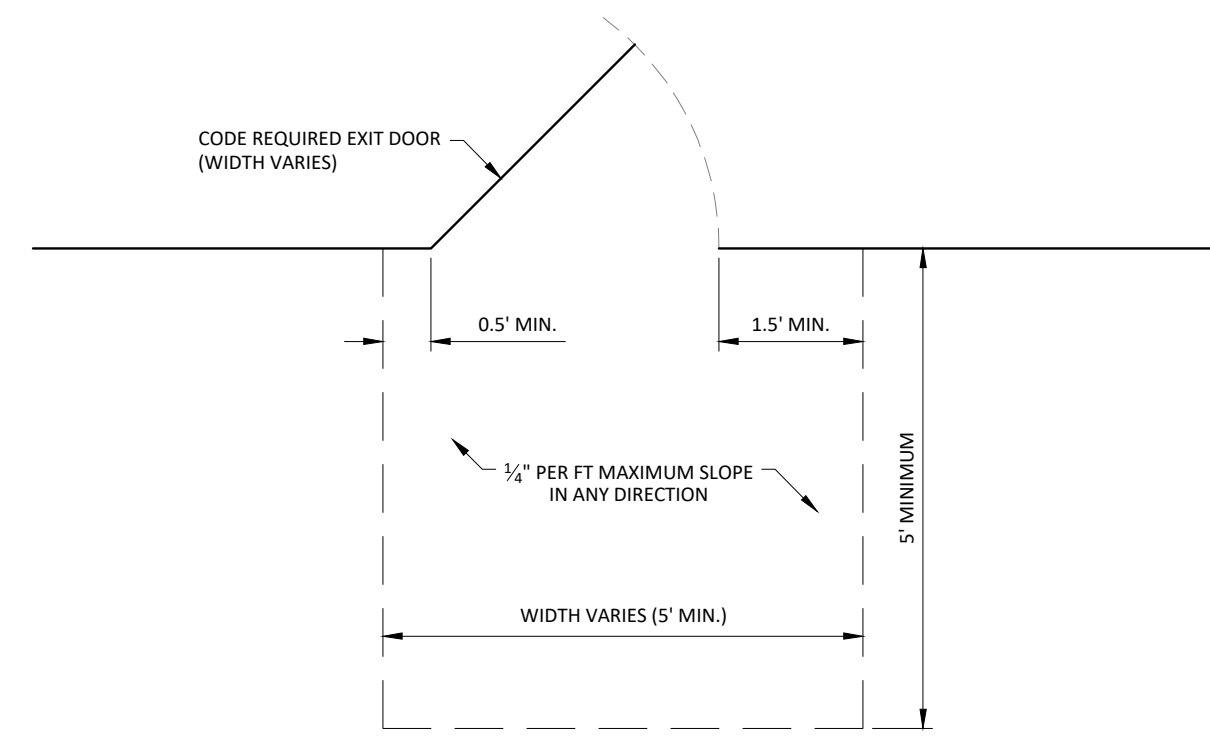 CODE REQUIRED EXIT DOOR
(WIDTH VARIES)
0.5' MIN.
1.5' MIN.
¼" PER FT MAXIMUM SLOPE
IN ANY DIRECTION
5' MINIMUM
WIDTH VARIES (5' MIN.)